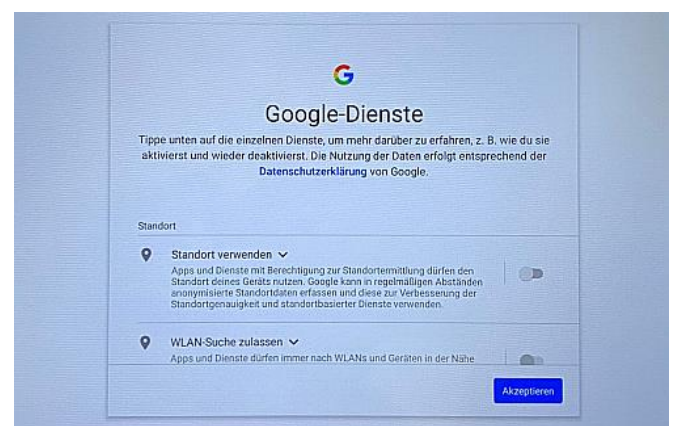 Google-Dienste
Tippe unten auf die einzelnen Dienste, um mehr darüber zu erfahren, z. B. wie du sie
aktivierst und wieder deaktivierst. Die Nutzung der Daten erfolgt entsprechend der
Datenschutzerklärung von Google.
Standort
Standort verwenden
Apps und Dienste mit Berechtigung zur Standortermittlung dürfen den
Standort deines Geräts nutzen. Google kann in regelmäßigen Abständen
anonymisierte Standortdaten erfassen und diese zur Verbesserung der
Standortgenauigkeit und standortbasierter Dienste verwenden.
WLAN-Suche zulassen
Apps und Dienste dürfen immer nach WLANs und Geräten in der Nähe
Akzeptieren